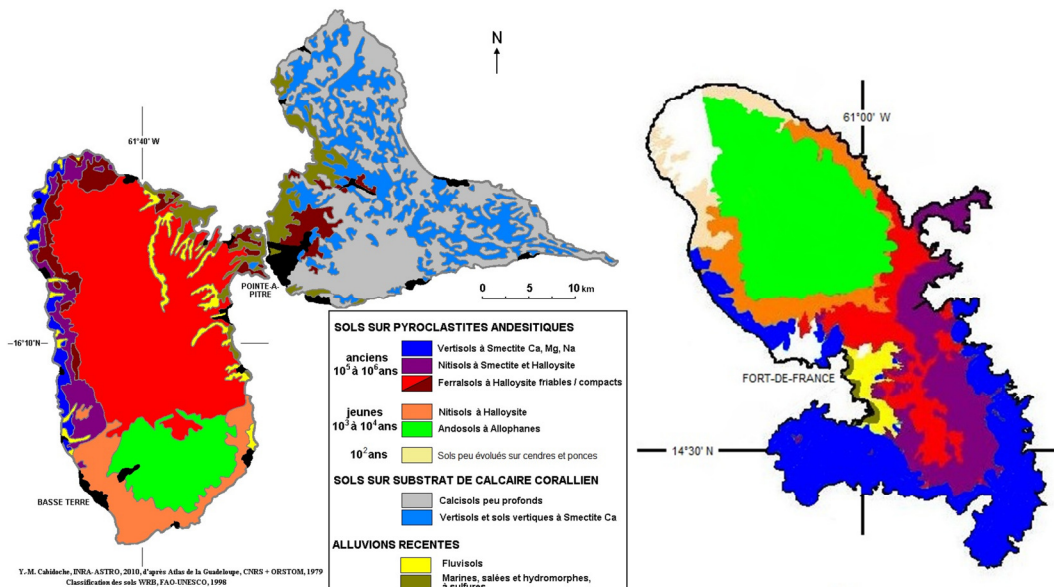 N
61°40' W
61°00' W
POINTE-A-
PITRE
0 5 10 km
16°10'N
SOLS SUR PYROCLASTITES ANDESITIQUES
anciens
10⁵ à 10⁶ans
Vertisols à Smectite Ca, Mg, Na
Nitisols à Smectite et Halloysite
Ferralsols à Halloysite friables / compacts
jeunes
10³ à 10⁴ans
Nitisols à Halloysite
Andosols à Allophanes
10² ans
Sols peu évolués sur cendres et ponces
SOLS SUR SUBSTRAT DE CALCAIRE CORALLIEN
Calcisols peu profonds
Vertisols et sols vertiques à Smectite Ca
ALLUVIONS RECENTES
Fluvisols
Marines, salées et hydromorphes,
à sulfures
FORT-DE-FRANCE
14°30' N
BASSE TERRE
Y.-M. Cabidoche, INRA-ASTRO, 2010, d'après Atlas de la Guadeloupe, CNRS + ORSTOM, 1979
Classification des sols WRB, FAO-UNESCO, 1998